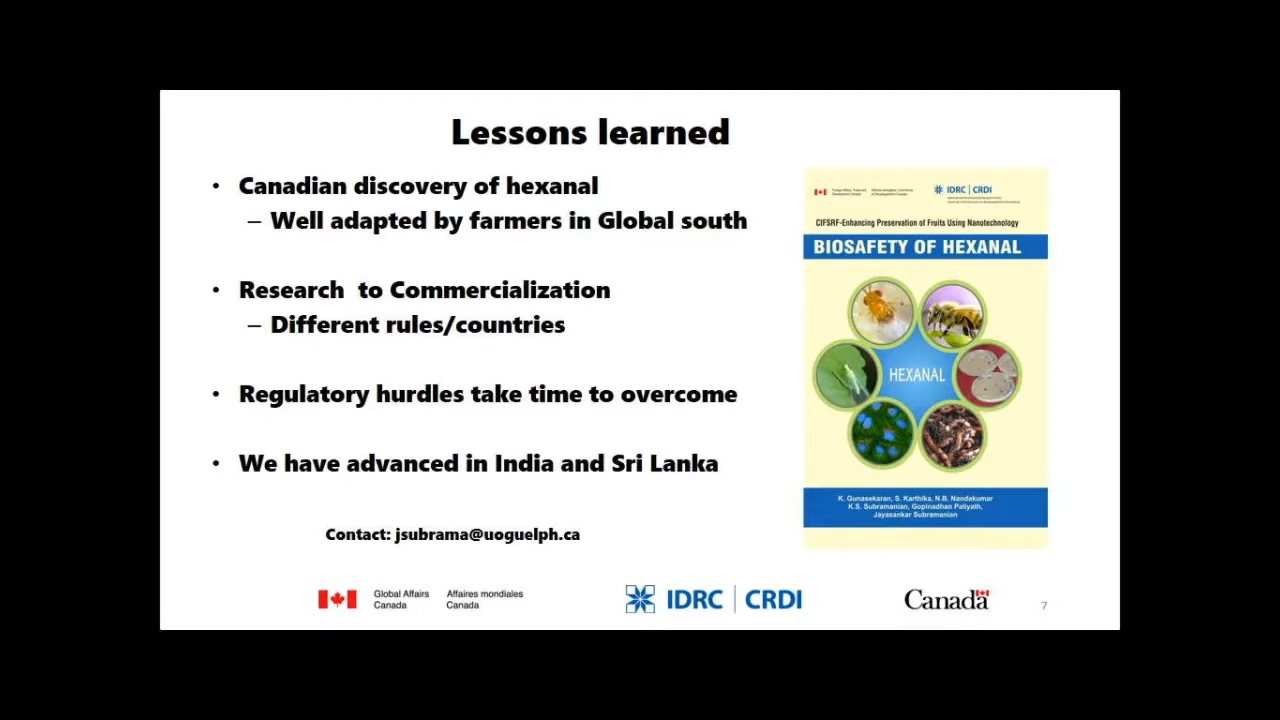 Lessons learned
• Canadian discovery of hexanal
– Well adapted by farmers in Global south
• Research to Commercialization
– Different rules/countries
• Regulatory hurdles take time to overcome
• We have advanced in India and Sri Lanka
Contact: jsubrama@uoguelph.ca
IDRC | CRDI
CIFSRF-Enhancing Preservation of Fruits Using Nanotechnology
BIOSAFETY OF HEXANAL
HEXANAL
K. Gunasekaran, S. Karthika, N.B. Nandakumar
K.S. Subramanian, Gopinadhan Paliyath,
Jayasankar Subramanian
Global Affairs Affaires mondiales
Canada Canada
IDRC | CRDI
Canada
7